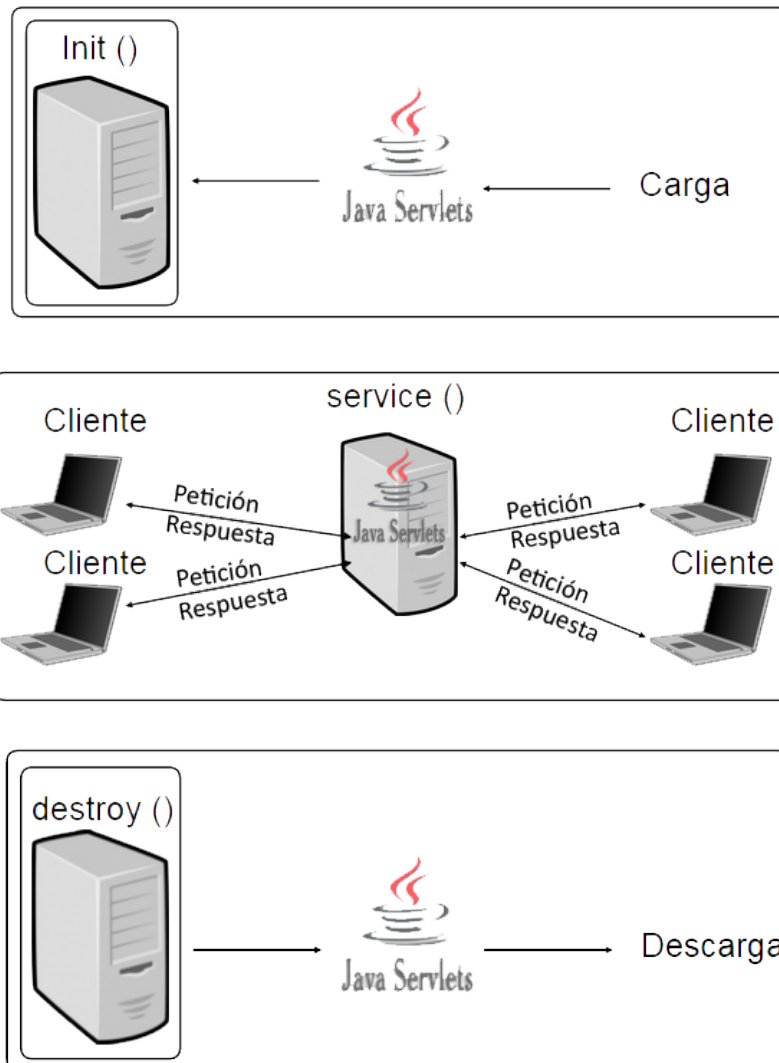 Init ()
Java Servlets
Carga
service ()
Cliente
Cliente
Petición
Respuesta
Java Servlets
Petición
Respuesta
Cliente
Cliente
Petición
Respuesta
Petición
Respuesta
destroy ()
Java Servlets
Descarga